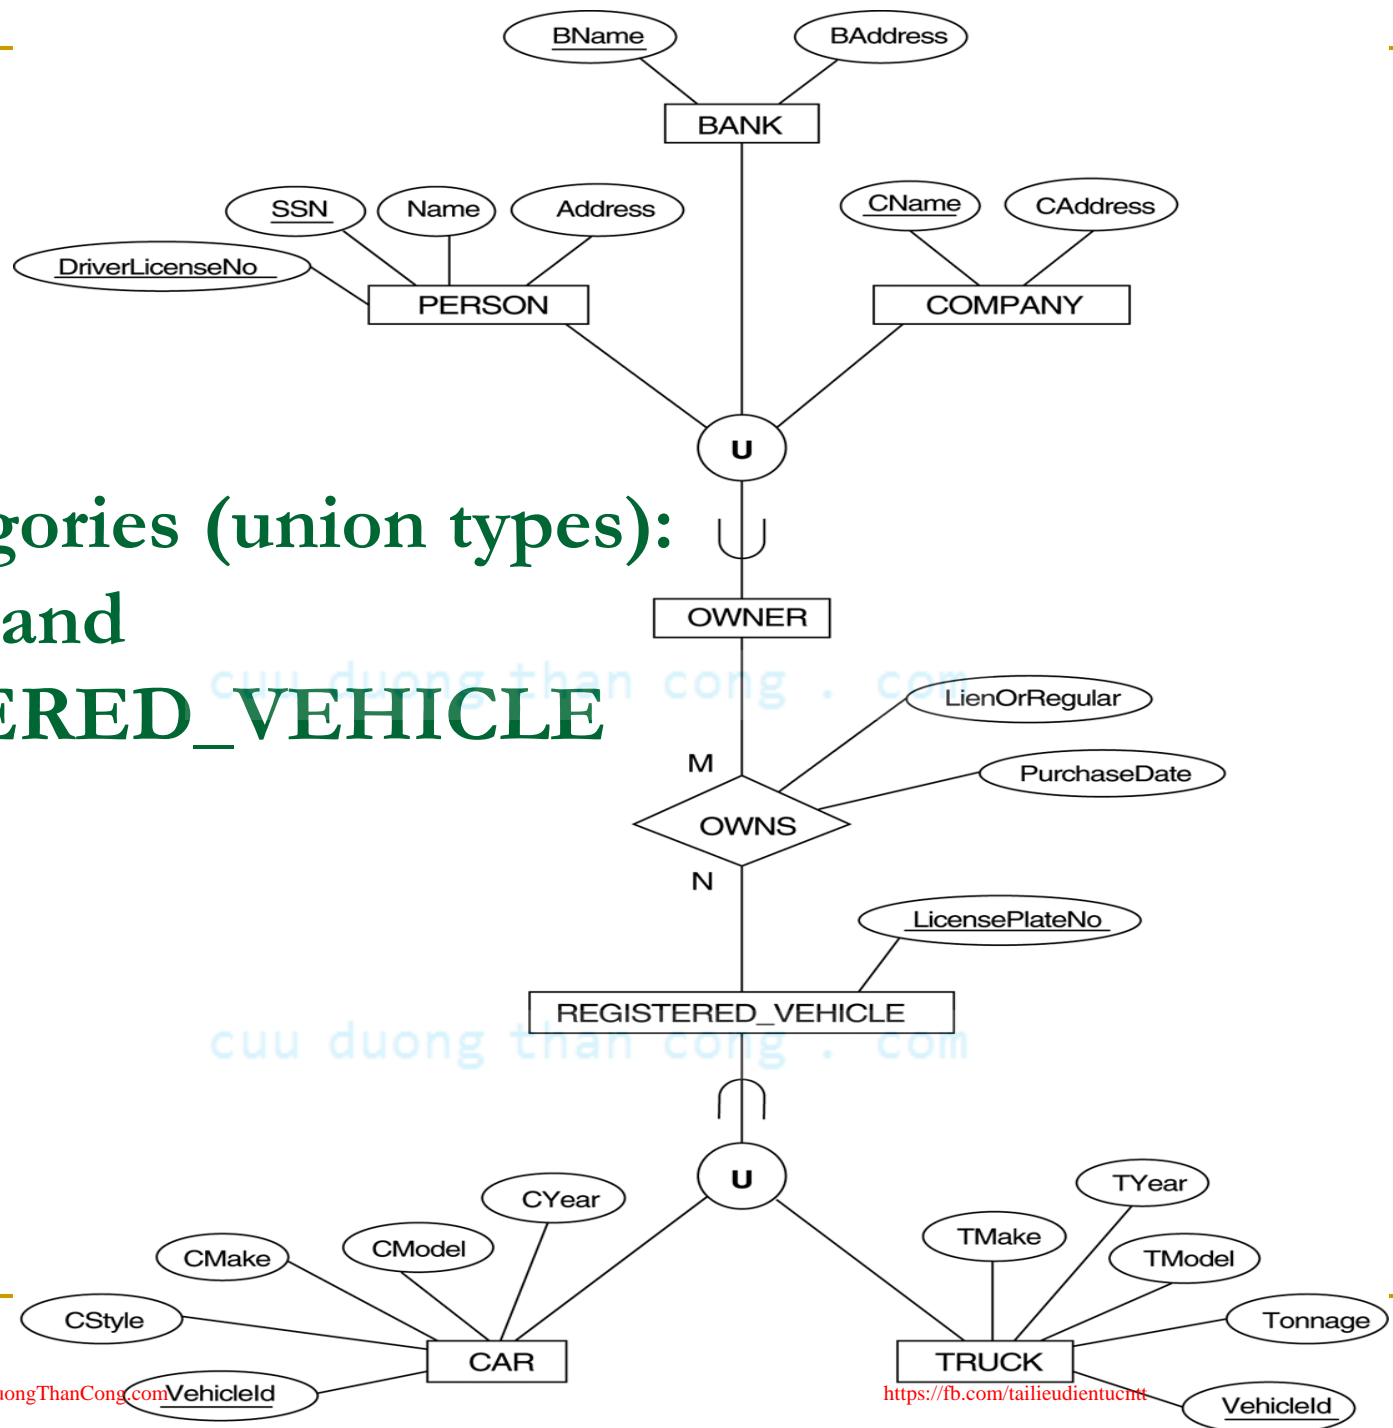 BName
BAddress
BANK
SSN
Name
Address
CName
CAddress
DriverLicenseNo
PERSON
COMPANY
U
gories (union types):
and
OWNER
ERED_VEHICLE
cuu duong than cong . com
LienOrRegular
M
PurchaseDate
OWNS
N
LicensePlateNo
REGISTERED_VEHICLE
cuu duong than cong . com
U
CYear
TYear
CMake
CModel
TMake
TModel
CStyle
Tonnage
CAR
TRUCK
uongThanCong.com
VehicleId
https://fb.com/tailieudientucntt
VehicleId